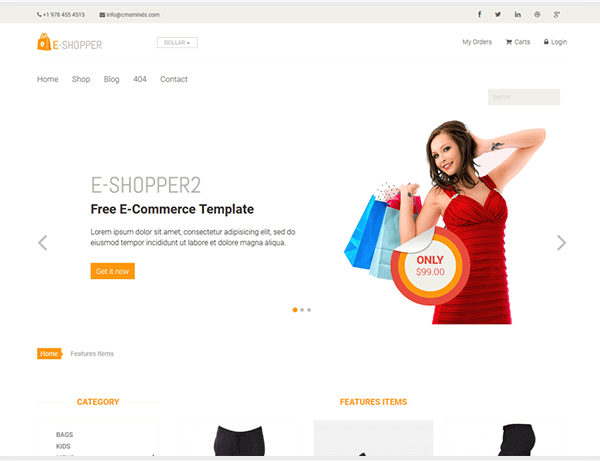 +1 978 455 4515 info@cmsminds.com
E-SHOPPER DOLLAR My Orders Carts Login
Home Shop Blog 404 Contact
Search
E-SHOPPER2
Free E-Commerce Template
Lorem ipsum dolor sit amet, consectetur adipisicing elit, sed do
eiusmod tempor incididunt ut labore et dolore magna aliqua.
ONLY
$99.00
Get it now
Home Features Items
CATEGORY FEATURES ITEMS
BAGS
KIDS